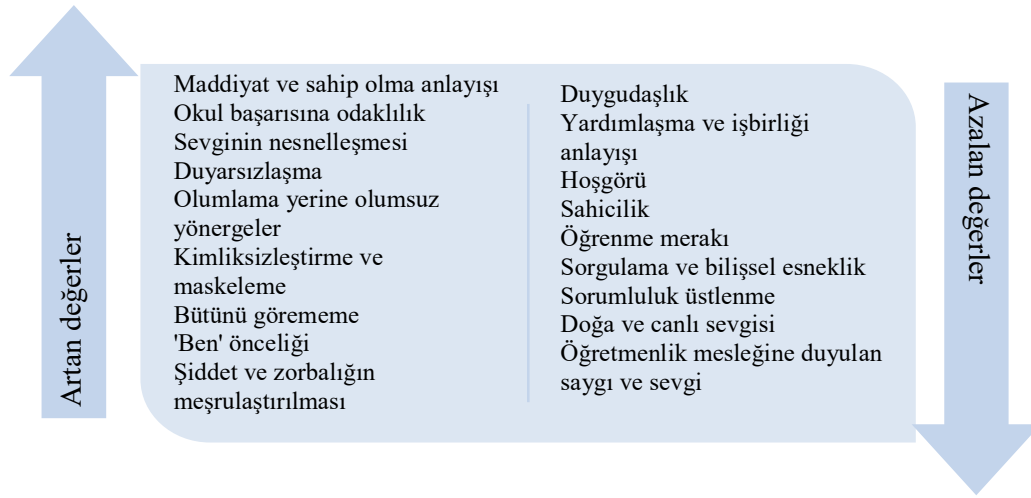 Artan değerler
Maddiyat ve sahip olma anlayışı
Okul başarısına odaklılık
Sevginin nesnelleşmesi
Duyarsızlaşma
Olumlama yerine olumsuz
yönergeler
Kimliksizleştirme ve
maskeleme
Bütünü görememe
'Ben' önceliği
Şiddet ve zorbalığın
meşrulaştırılması
Duygudaşlık
Yardımlaşma ve işbirliği
anlayışı
Hoşgörü
Sahicilik
Öğrenme merakı
Sorgulama ve bilişsel esneklik
Sorumluluk üstlenme
Doğa ve canlı sevgisi
Öğretmenlik mesleğine duyulan
saygı ve sevgi
Azalan değerler